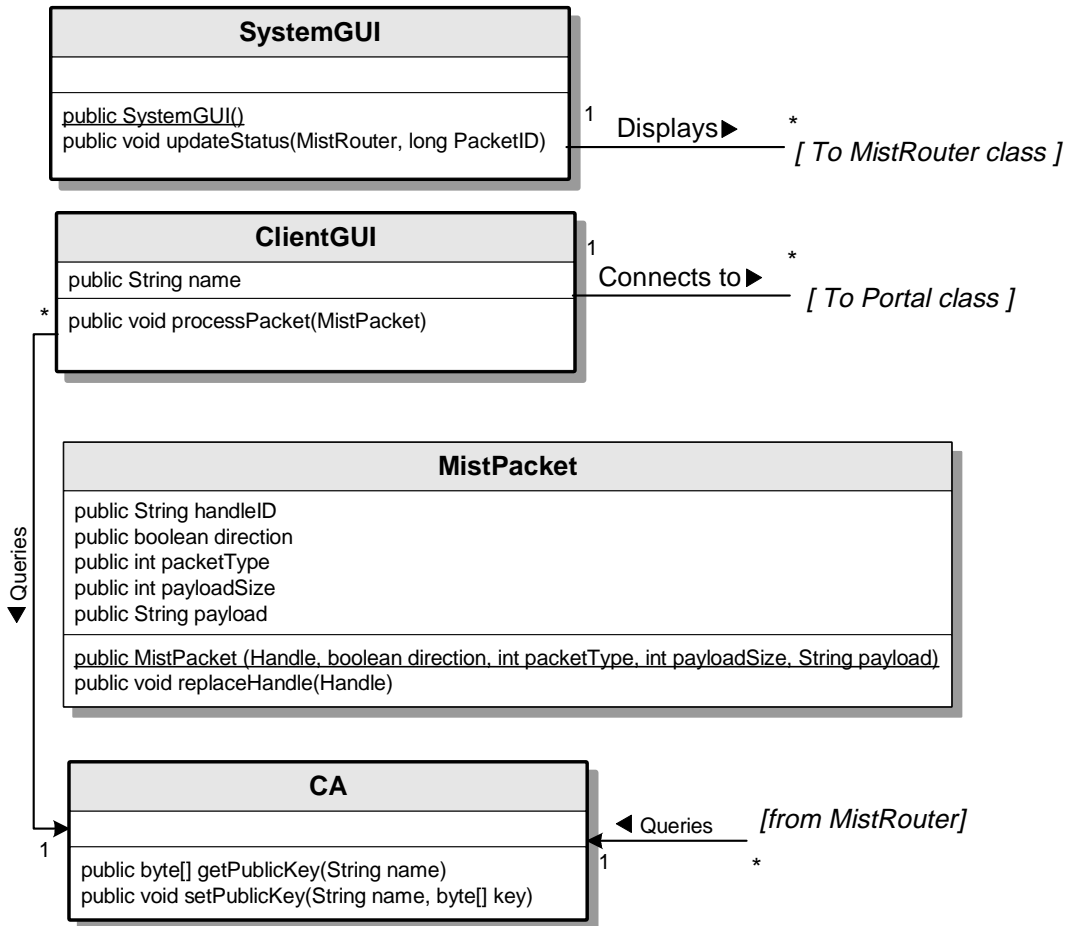 SystemGUI
public SystemGUI()
public void updateStatus(MistRouter, long PacketID)
1
Displays▶
*
[ To MistRouter class ]
ClientGUI
public String name
public void processPacket(MistPacket)
1
Connects to▶
*
[ To Portal class ]
*
◀ Queries
1
MistPacket
public String handleID
public boolean direction
public int packetType
public int payloadSize
public String payload
public MistPacket (Handle, boolean direction, int packetType, int payloadSize, String payload)
public void replaceHandle(Handle)
CA
public byte[] getPublicKey(String name)
public void setPublicKey(String name, byte[] key)
◀ Queries
[from MistRouter]
1
*